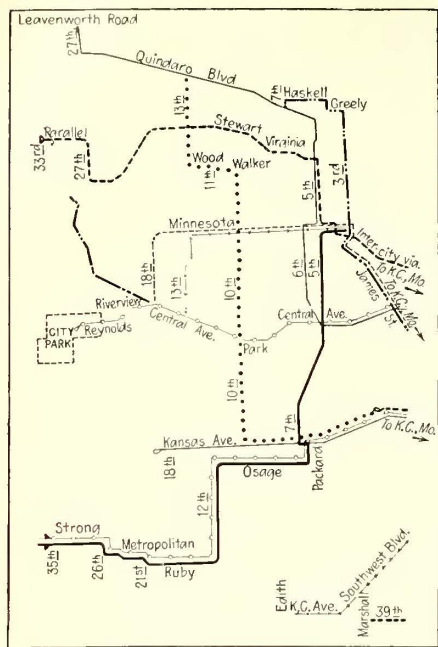 Leavenworth Road
27th
Quindaro Blvd
7th
Haskell
Greely
13th
Stewart
Rarallel
33rd
27th
Virginia
Wood
Walker
11th
5th
3rd
Minnesota
Inter.city via.
To K.C., Mo.
18th
13th
10th
6th
5th
James St.
To K.C., Mo.
Riverview
Central Ave.
Central Ave.
CITY
PARK
Reynolds
Park
10th
7th
To K.C., Mo.
Kansas Ave.
18th
Packard
Osage
12th
Strong
Metropolitan
35th
26th
21st
Ruby
Southwest Blvd.
Edith
K.C. Ave.
Marshall
39th